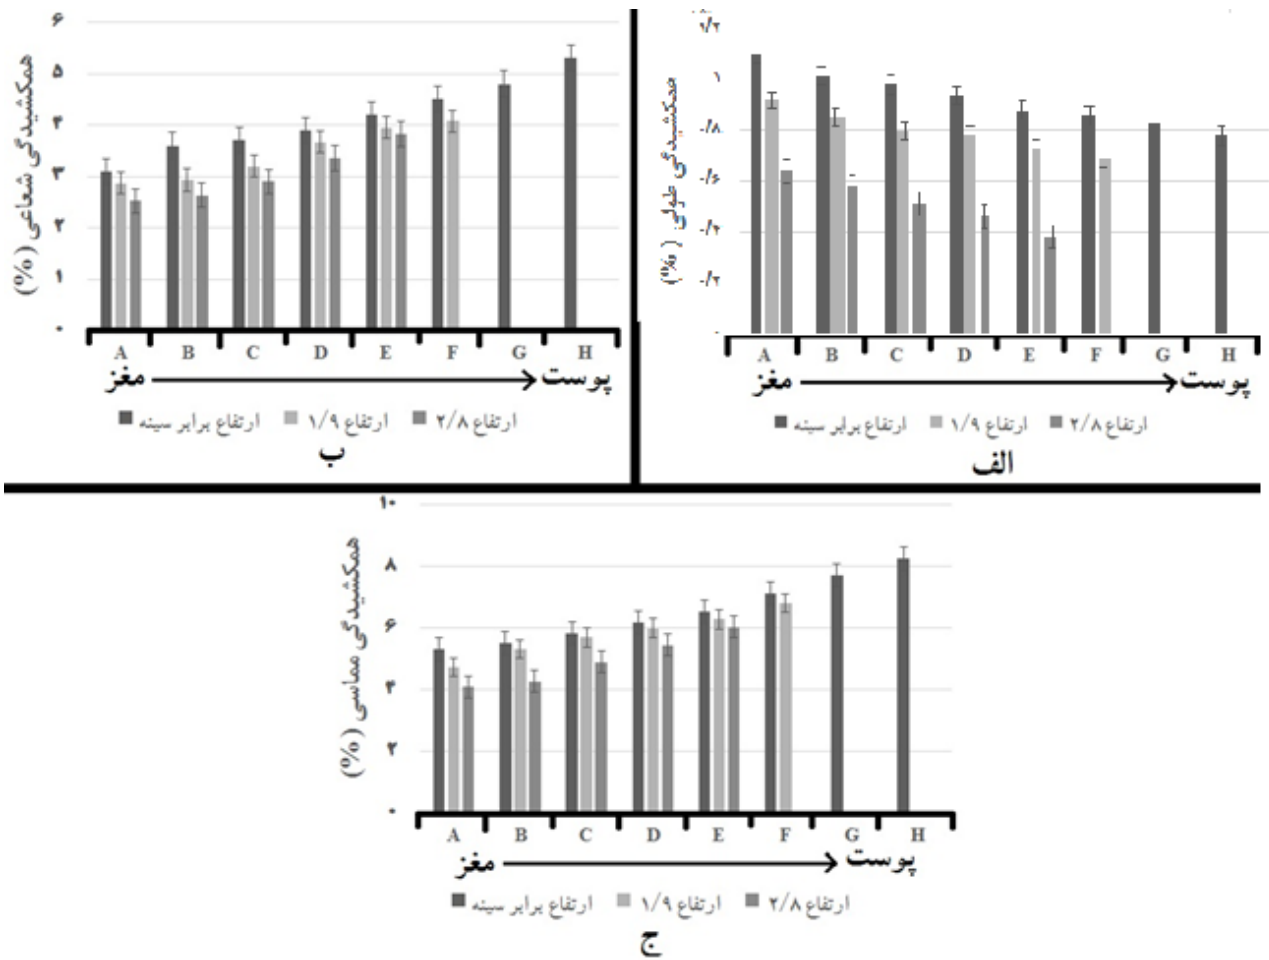 همکشیدگی شعاعی (%)
۶
۵
۴
۳
۲
۱
۰
A B C D E F G H
مغز پوست
ارتفاع برابر سینه ارتفاع ۱/۹ ارتفاع ۲/۸
ب
همکشیدگی طولی (%)
۱/۲
۱
۰/۸
۰/۶
۰/۴
۰/۲
۰
A B C D E F G H
مغز پوست
ارتفاع برابر سینه ارتفاع ۱/۹ ارتفاع ۲/۸
الف
همکشیدگی مماسی (%)
۱۰
۸
۶
۴
۲
۰
A B C D E F G H
مغز پوست
ارتفاع برابر سینه ارتفاع ۱/۹ ارتفاع ۲/۸
ج